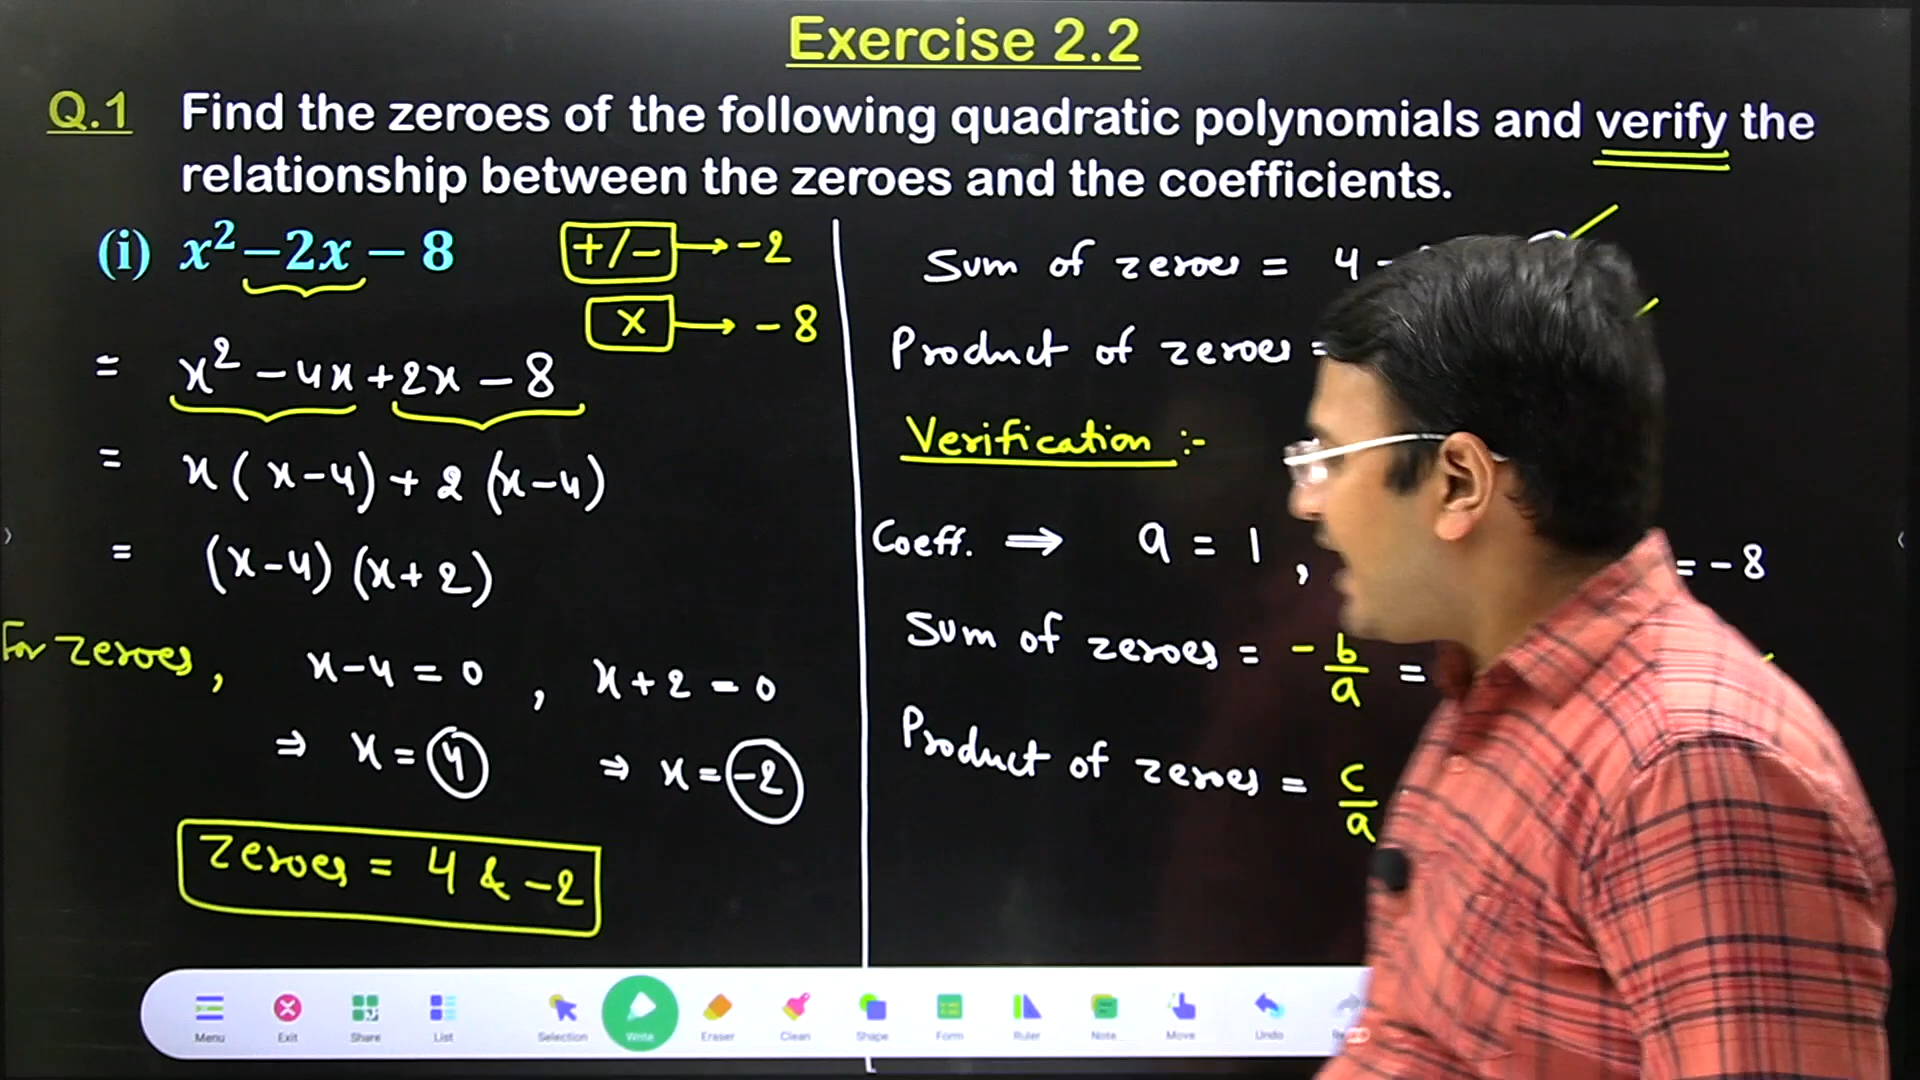 Exercise 2.2
Q.1 Find the zeroes of the following quadratic polynomials and verify the
relationship between the zeroes and the coefficients.
(i) x² −2x − 8
+/- → -2
x → -8
= x² - 4x + 2x - 8
= x(x-4) + 2(x-4)
= (x-4)(x+2)
For zeroes, x-4 = 0 , x+2 = 0
⇒ x = 4 ⇒ x = -2
zeroes = 4 & -2
Sum of zeroes = 4 -
Product of zeroes =
Verification :-
Coeff. ⇒ a = 1 , = -8
Sum of zeroes = - b/a =
Product of zeroes = c/a
Menu Exit Share List Selection Write Eraser Clean Shape Form Ruler Note Move Undo